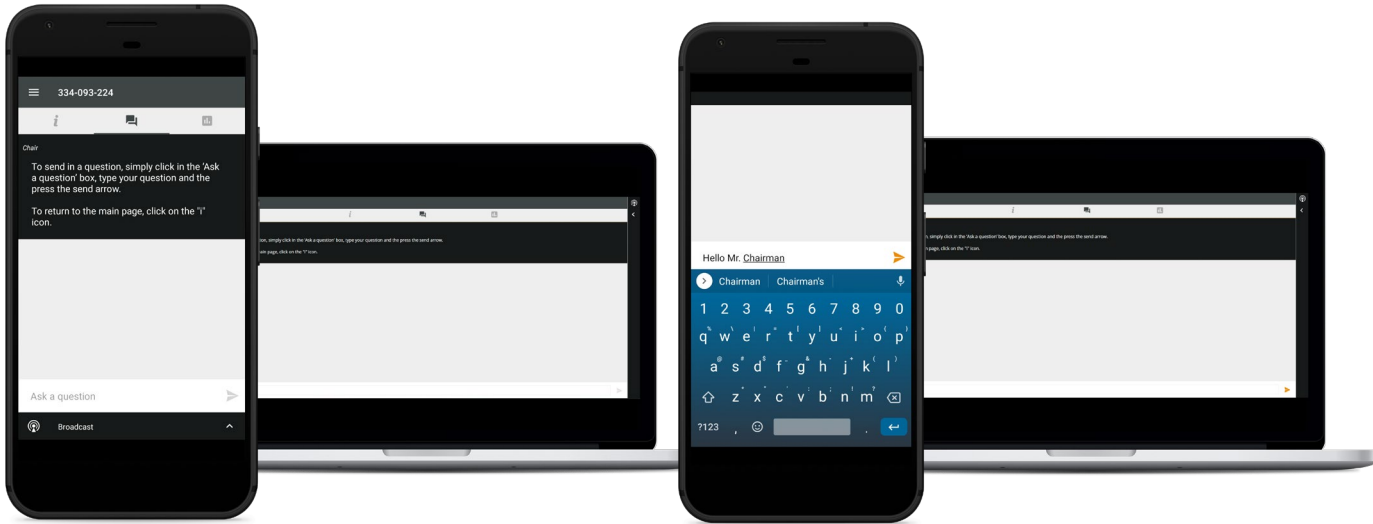 334-093-224
i
Chair
To send in a question, simply click in the 'Ask
a question' box, type your question and the
press the send arrow.
To return to the main page, click on the "i"
icon.
Ask a question
Broadcast
i
on, simply click in the 'Ask a question' box, type your question and the press the send arrow.
ain page, click on the "i" icon.
Hello Mr. Chairman
Chairman Chairman's
1 2 3 4 5 6 7 8 9 0
q w e r t y u i o p
a s d f g h j k l
z x c v b n m
?123 , .
i
n, simply click in the 'Ask a question' box, type your question and the press the send arrow.
n page, click on the "i" icon.